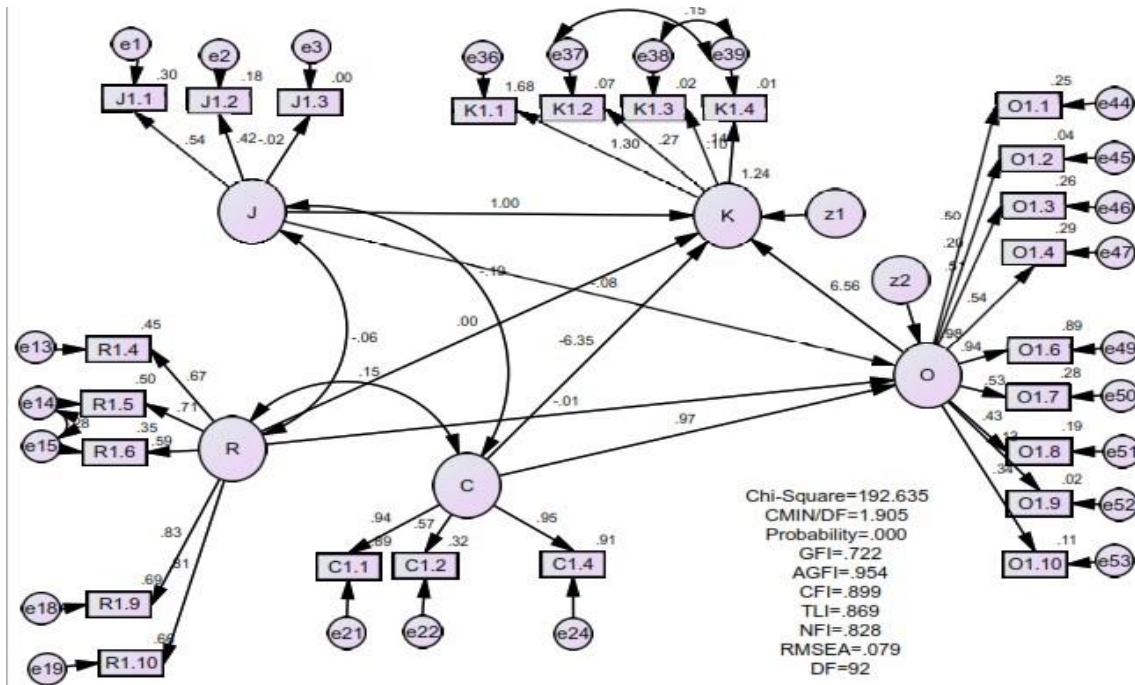 e1
e2
e3
.30
.18
.00
J1.1
J1.2
J1.3
.54
.42
-.02
J
.15
e36
e37
e38
e39
1.68
.07
.02
.01
K1.1
K1.2
K1.3
K1.4
1.30
.27
.10
1.24
K
z1
1.00
.25
O1.1
e44
.04
O1.2
e45
.26
O1.3
e46
.29
O1.4
e47
.50
.20
.51
.54
z2
6.56
-.19
-.08
.00
-.06
-6.35
.15
.98
.94
O
.89
O1.6
e49
.53
.28
O1.7
e50
.43
.19
O1.8
e51
.34
.02
O1.9
e52
.11
O1.10
e53
-.01
.97
e13
.45
R1.4
.67
e14
.50
R1.5
.71
.28
e15
.35
R1.6
.59
R
.83
.69
e18
R1.9
e19
R1.10
C
.94
.57
.95
.32
.91
C1.1
C1.2
C1.4
e21
e22
e24
Chi-Square=192.635
CMIN/DF=1.905
Probability=.000
GFI=.722
AGFI=.954
CFI=.899
TLI=.869
NFI=.828
RMSEA=.079
DF=92